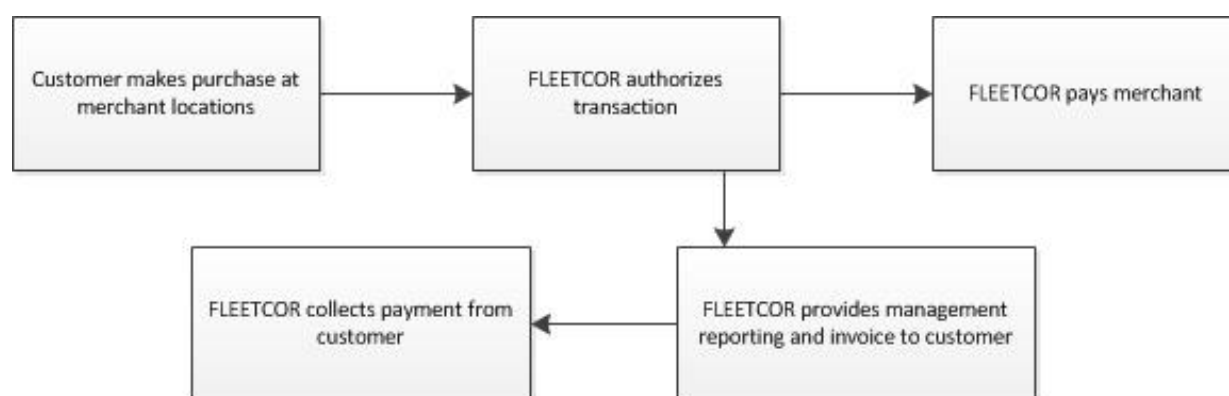 Customer makes purchase at
merchant locations
FLEETCOR authorizes
transaction
FLEETCOR pays merchant
FLEETCOR collects payment from
customer
FLEETCOR provides management
reporting and invoice to customer